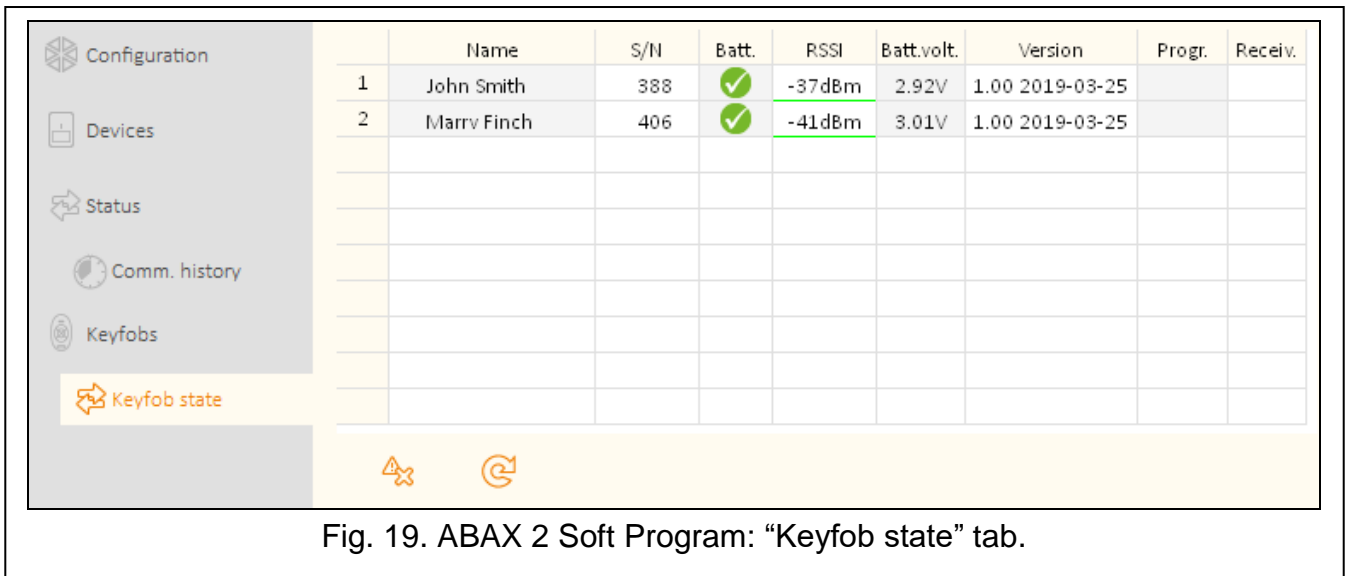 Configuration
Devices
Status
Comm. history
Keyfobs
Keyfob state
Name S/N Batt. RSSI Batt.volt. Version Progr. Receiv.
1 John Smith 388 -37dBm 2.92V 1.00 2019-03-25
2 Marry Finch 406 -41dBm 3.01V 1.00 2019-03-25
Fig. 19. ABAX 2 Soft Program: “Keyfob state” tab.